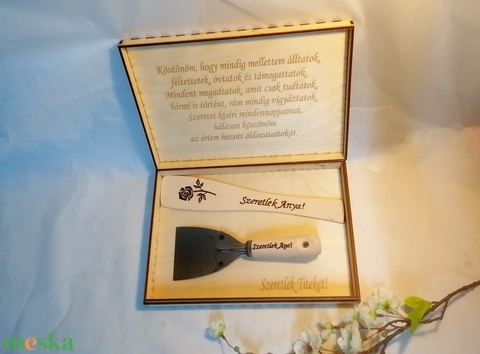 Köszönöm, hogy mindig mellettem álltatok,
féltettetek, óvtatok és támogattatok.
Mindent megadtatok, amit csak tudtatok,
bármi is történt, rám mindig vigyáztatok,
Szeretet kíséri mindennapjaimat,
hálásan köszönöm
az értem hozott áldozataitokat.
Szeretlek Anya!
Szeretlek Apa!
Szeretlek Titeket!
meska